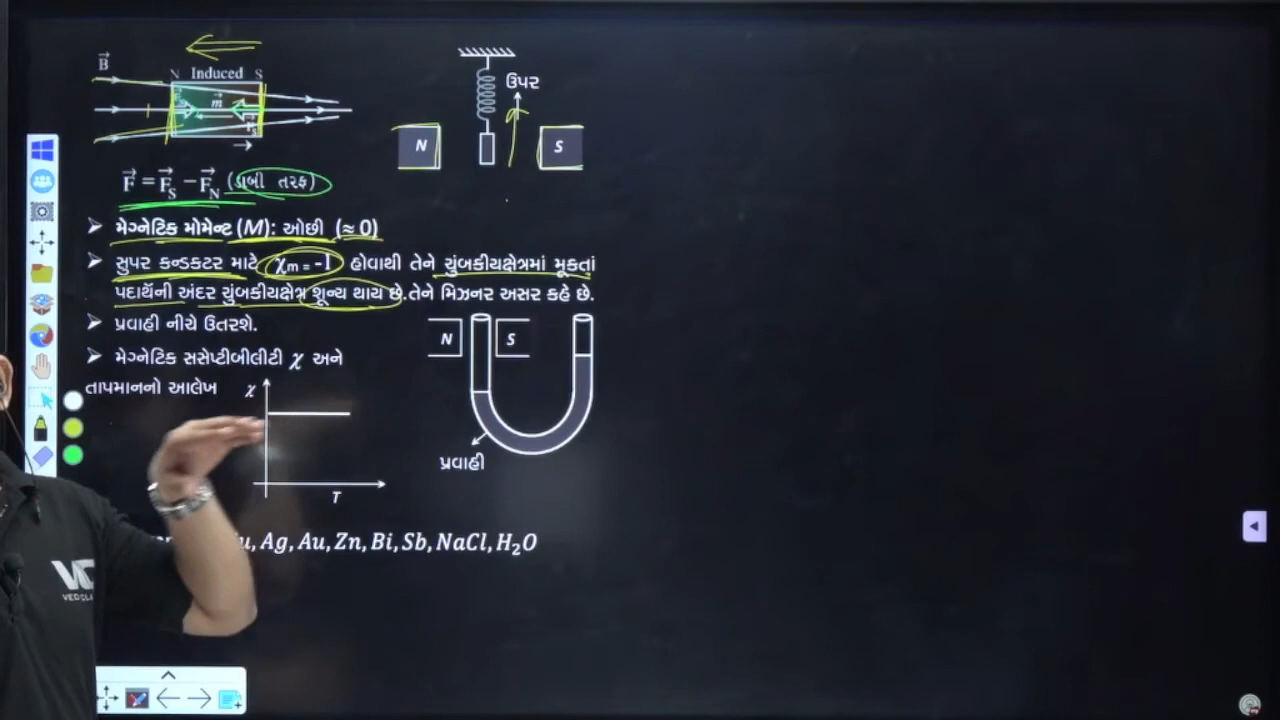 B
N Induced S
m
ઉપર
N
S
F = F_S − F_N (ડાબી તરફ)
➢ મેગ્નેટિક મોમેન્ટ (M): ઓછી (≈ 0)
➢ સુપર કન્ડકટર માટે χm = -1 હોવાથી તેને ચુંબકીયક્ષેત્રમાં મૂકતાં
પદાર્થની અંદર ચુંબકીયક્ષેત્ર શૂન્ય થાય છે.તેને મિઝનર અસર કહે છે.
➢ પ્રવાહી નીચે ઉતરશે.
N
S
➢ મેગ્નેટિક સસેપ્ટીબીલીટી χ અને
તાપમાનનો આલેખ
χ
T
પ્રવાહી
, Ag, Au, Zn, Bi, Sb, NaCl, H₂O